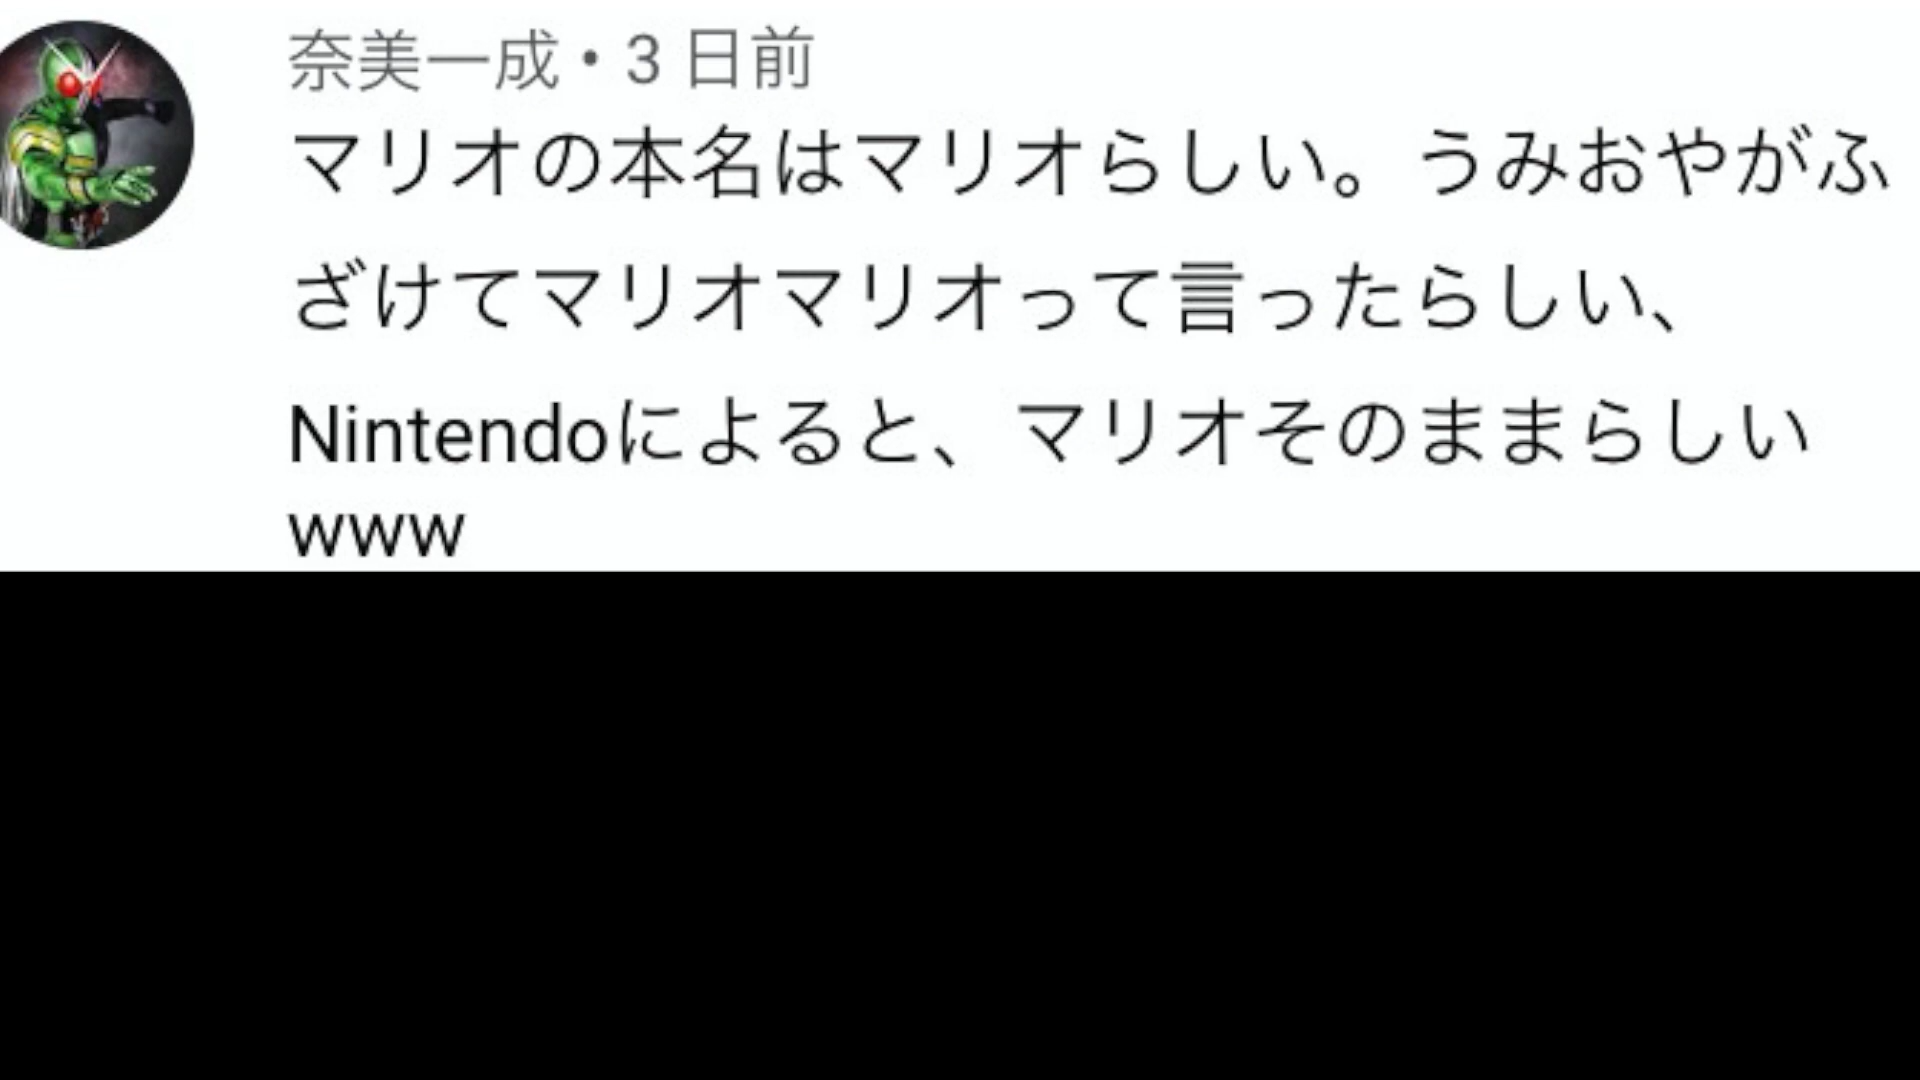 奈美一成・3 日前
マリオの本名はマリオらしい。うみおやがふ
ざけてマリオマリオって言ったらしい、
Nintendoによると、マリオそのままらしい
www